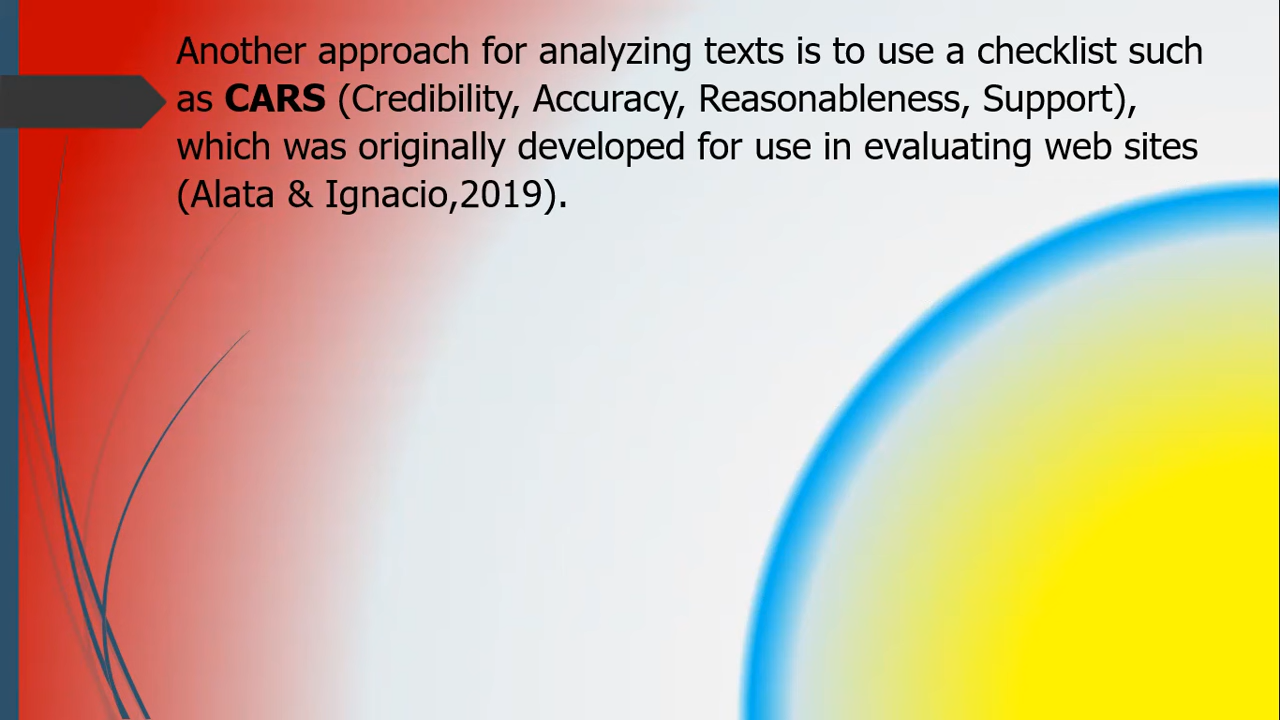 Another approach for analyzing texts is to use a checklist such
as CARS (Credibility, Accuracy, Reasonableness, Support),
which was originally developed for use in evaluating web sites
(Alata & Ignacio,2019).